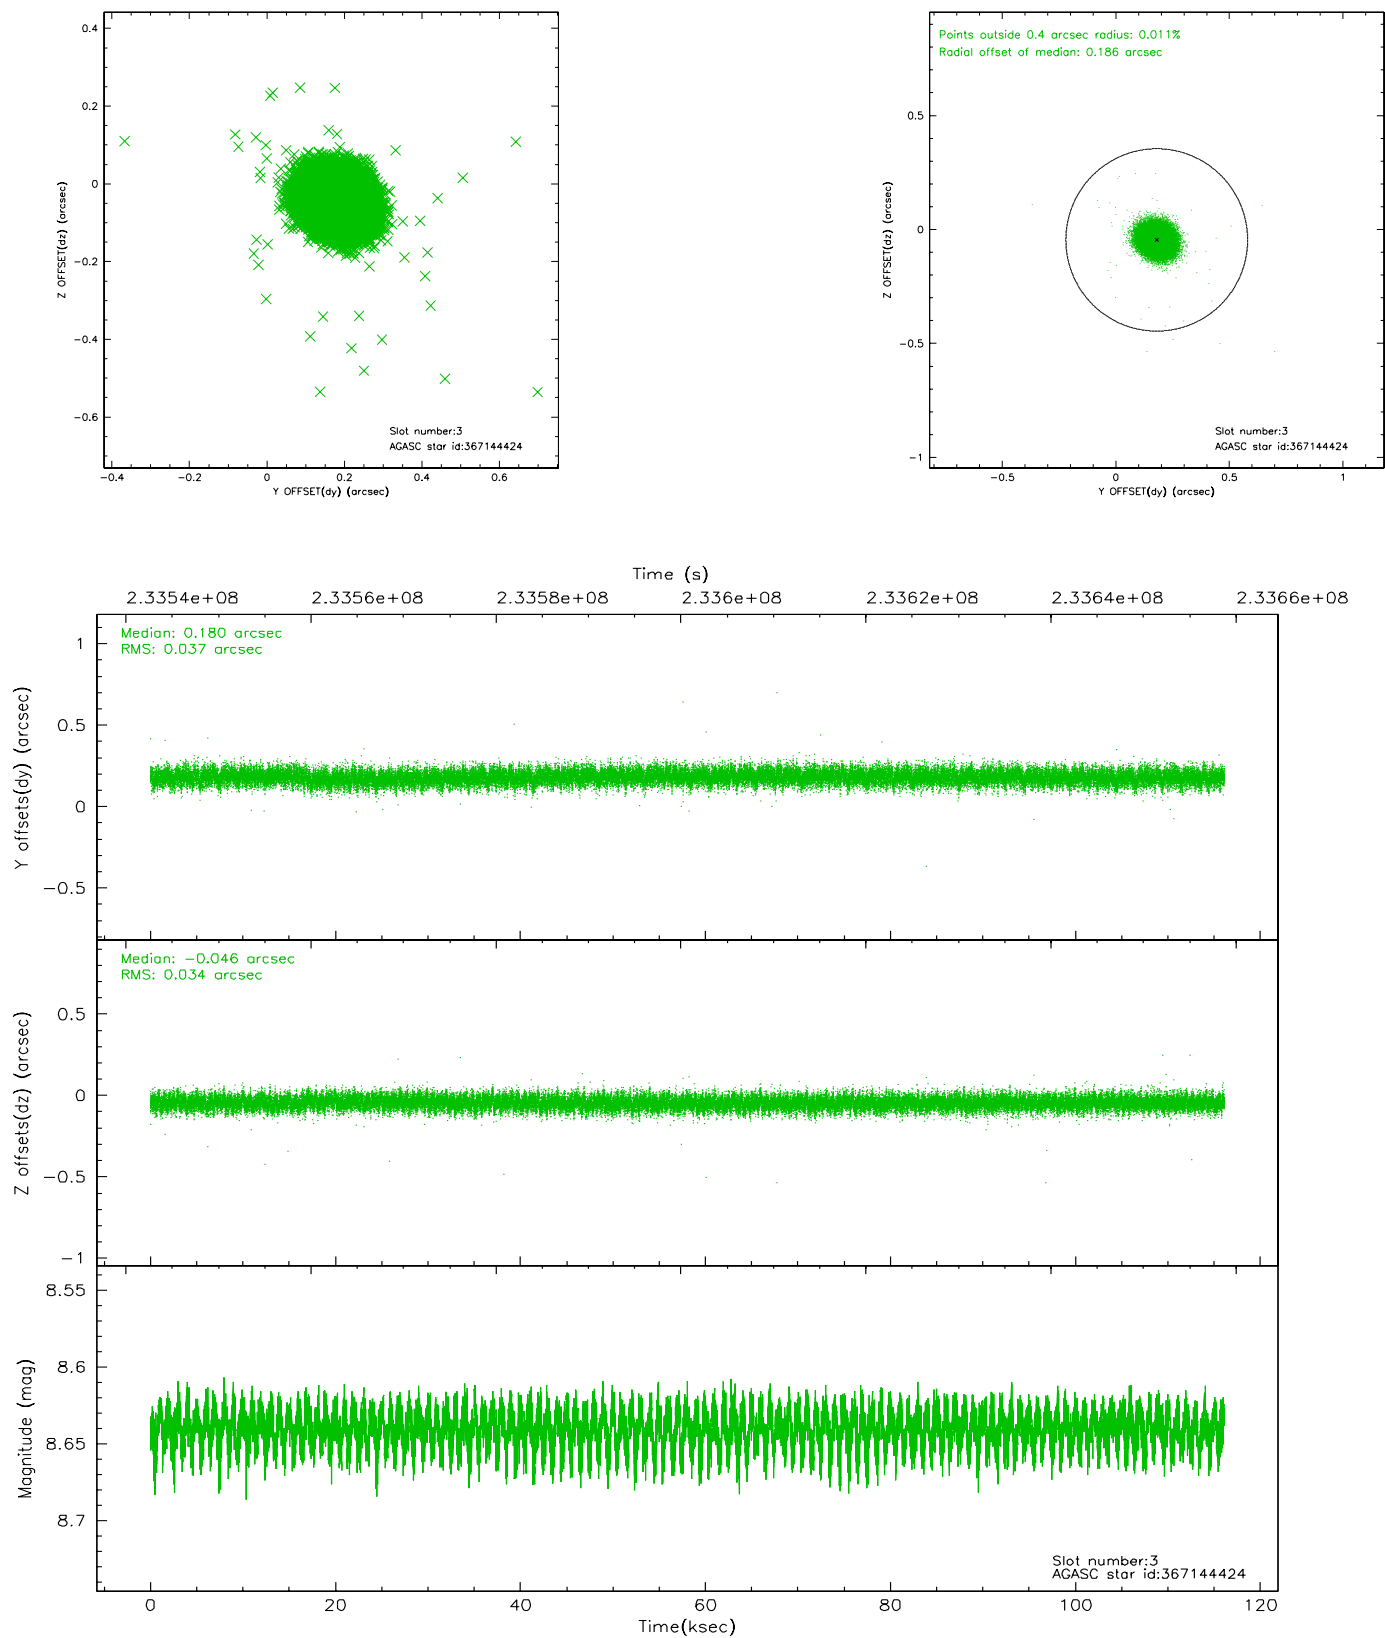 0.4
0.2
0
−0.2
−0.4
−0.6
Z OFFSET(dz) (arcsec)
Slot number:3
AGASC star id:367144424
−0.4 −0.2 0 0.2 0.4 0.6
Y OFFSET(dy) (arcsec)
Points outside 0.4 arcsec radius: 0.011%
Radial offset of median: 0.186 arcsec
0.5
0
−0.5
−1
Z OFFSET(dz) (arcsec)
Slot number:3
AGASC star id:367144424
−0.5 0 0.5 1
Y OFFSET(dy) (arcsec)
Time (s)
2.3354e+08 2.3356e+08 2.3358e+08 2.336e+08 2.3362e+08 2.3364e+08 2.3366e+08
Median: 0.180 arcsec
RMS: 0.037 arcsec
1
0.5
0
−0.5
Y offsets(dy) (arcsec)
Median: −0.046 arcsec
RMS: 0.034 arcsec
0.5
0
−0.5
−1
Z offsets(dz) (arcsec)
8.55
8.6
8.65
8.7
Magnitude (mag)
Slot number:3
AGASC star id:367144424
0 20 40 60 80 100 120
Time(ksec)